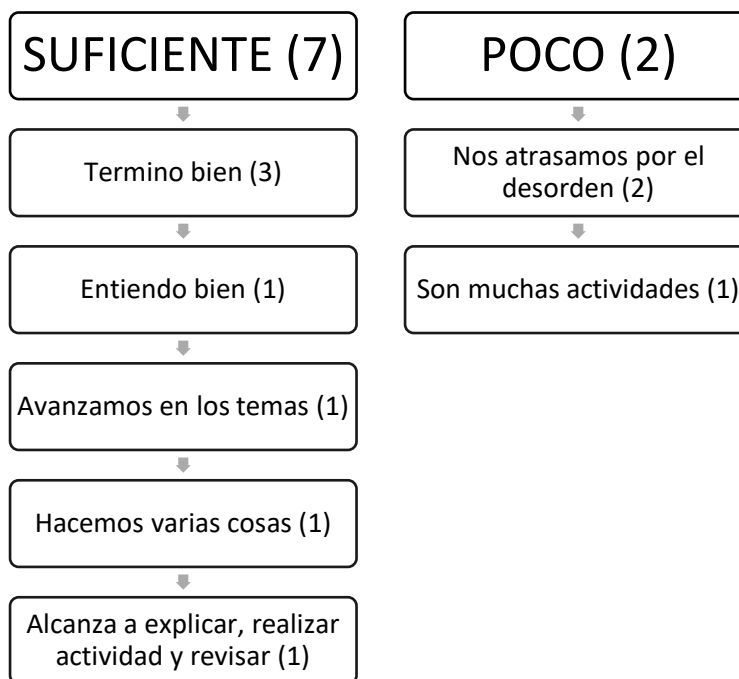 SUFICIENTE (7)
Termino bien (3)
Entiendo bien (1)
Avanzamos en los temas (1)
Hacemos varias cosas (1)
Alcanza a explicar, realizar
actividad y revisar (1)
POCO (2)
Nos atrasamos por el
desorden (2)
Son muchas actividades (1)